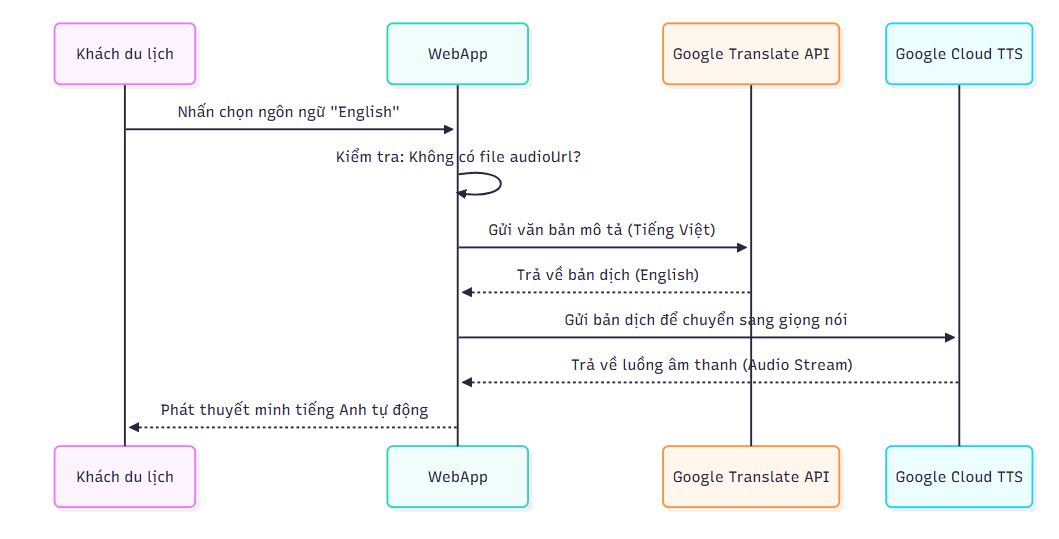 Khách du lịch
WebApp
Google Translate API
Google Cloud TTS
Nhấn chọn ngôn ngữ "English"
Kiểm tra: Không có file audioUrl?
Gửi văn bản mô tả (Tiếng Việt)
Trả về bản dịch (English)
Gửi bản dịch để chuyển sang giọng nói
Trả về luồng âm thanh (Audio Stream)
Phát thuyết minh tiếng Anh tự động
Khách du lịch
WebApp
Google Translate API
Google Cloud TTS